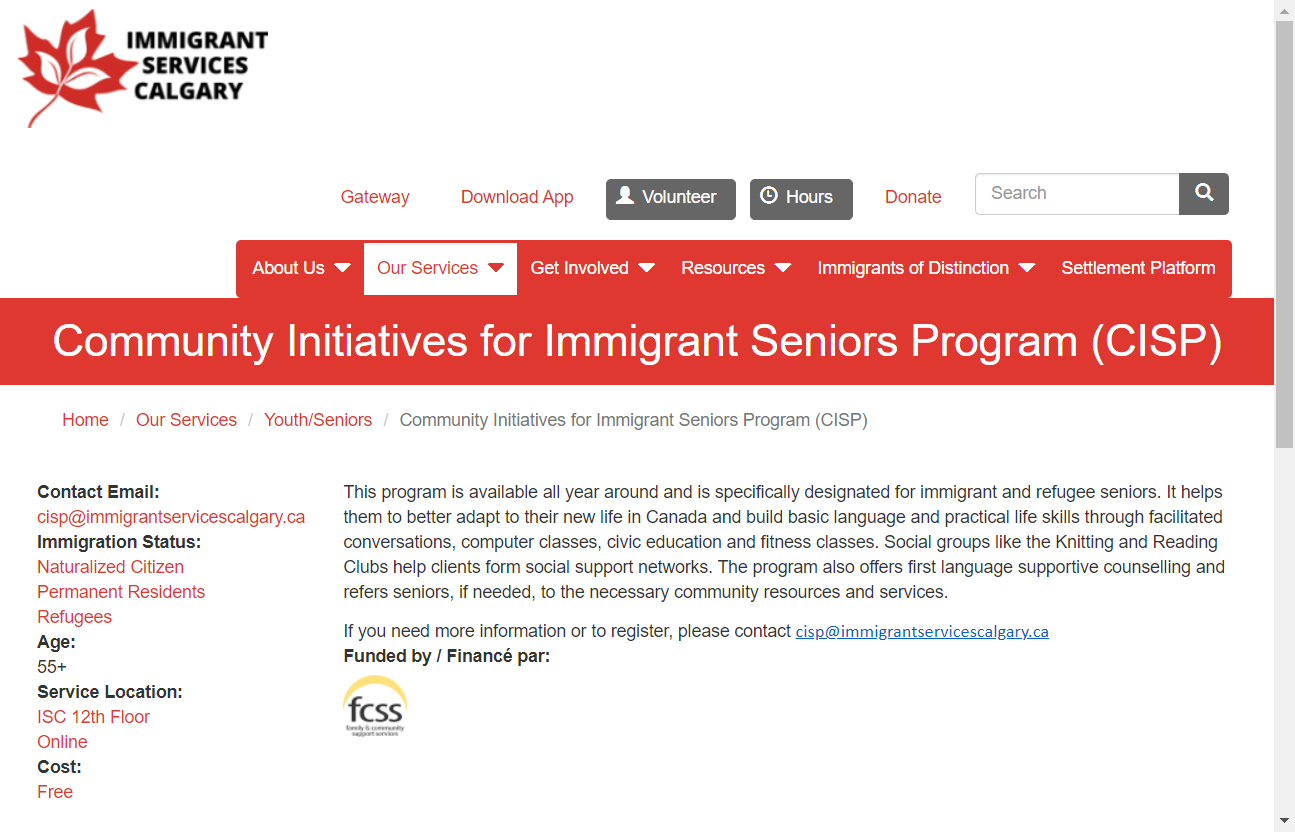 IMMIGRANT
SERVICES
CALGARY
Gateway Download App Volunteer Hours Donate Search
About Us Our Services Get Involved Resources Immigrants of Distinction Settlement Platform
Community Initiatives for Immigrant Seniors Program (CISP)
Home / Our Services / Youth/Seniors / Community Initiatives for Immigrant Seniors Program (CISP)
Contact Email:
cisp@immigrantservicescalgary.ca
Immigration Status:
Naturalized Citizen
Permanent Residents
Refugees
Age:
55+
Service Location:
ISC 12th Floor
Online
Cost:
Free
This program is available all year around and is specifically designated for immigrant and refugee seniors. It helps
them to better adapt to their new life in Canada and build basic language and practical life skills through facilitated
conversations, computer classes, civic education and fitness classes. Social groups like the Knitting and Reading
Clubs help clients form social support networks. The program also offers first language supportive counselling and
refers seniors, if needed, to the necessary community resources and services.
If you need more information or to register, please contact cisp@immigrantservicescalgary.ca
Funded by / Financé par:
fcss
family & community
support services